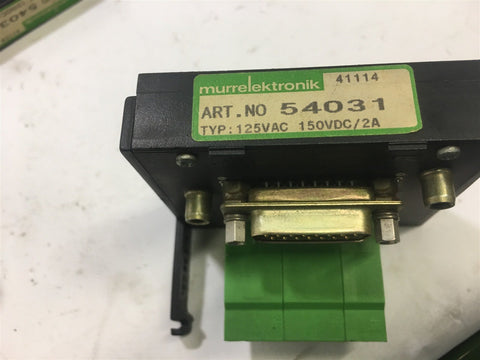 murrelektronik 41114
ART.NO 54031
TYP:125VAC 150VDC/2A